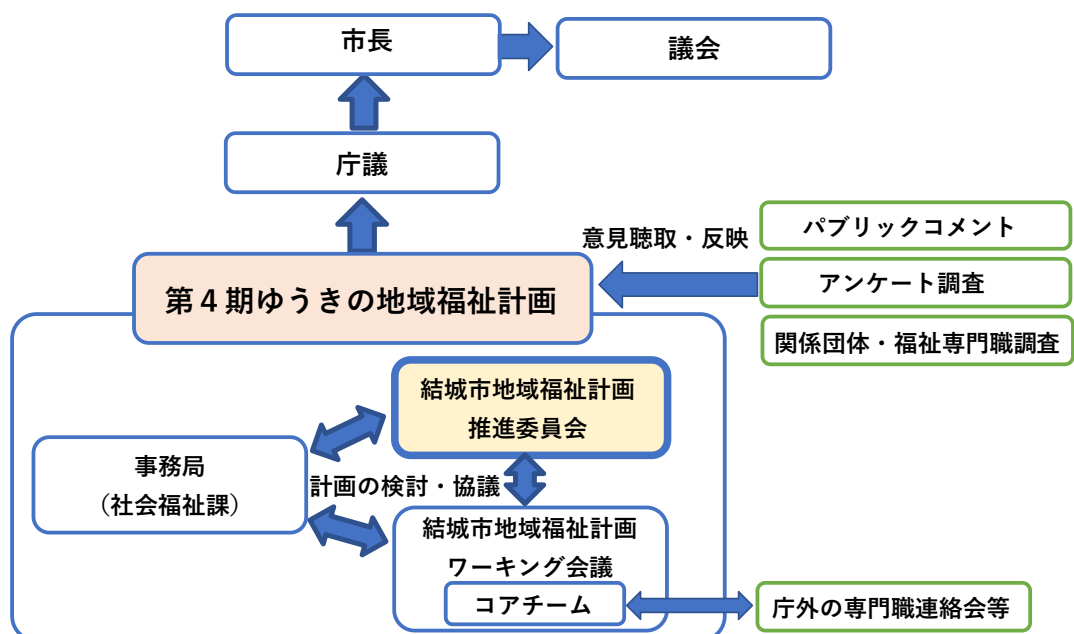 市長
議会
庁議
意見聴取・反映
パブリックコメント
アンケート調査
関係団体・福祉専門職調査
第４期ゆうきの地域福祉計画
結城市地域福祉計画
推進委員会
事務局
（社会福祉課）
計画の検討・協議
結城市地域福祉計画
ワーキング会議
コアチーム
庁外の専門職連絡会等